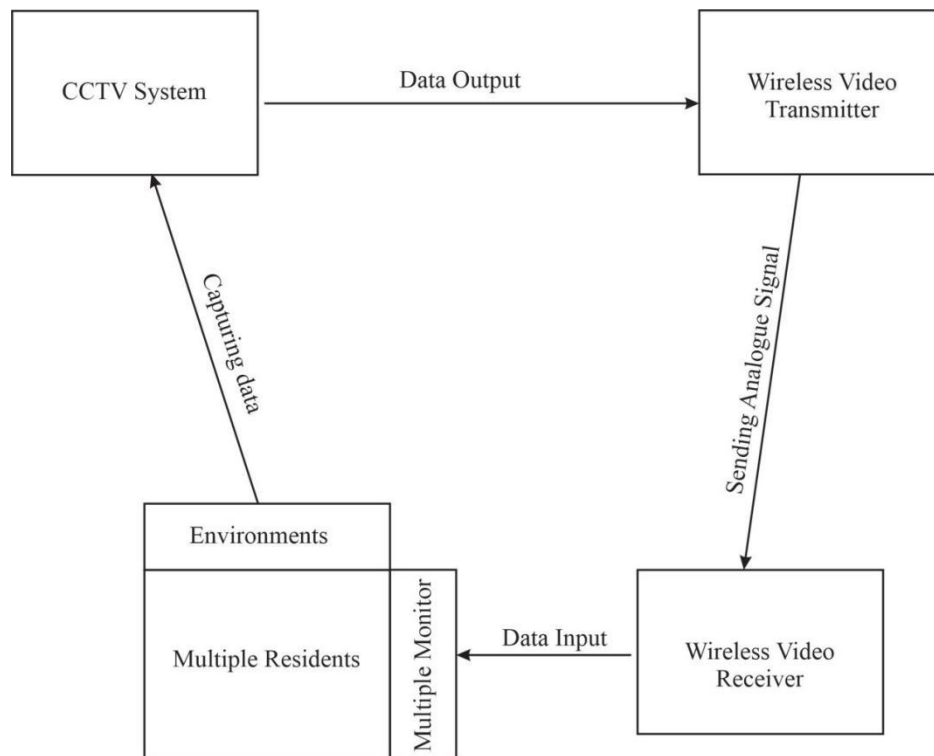 CCTV System
Data Output
Wireless Video
Transmitter
Capturing data
Sending Analogue Signal
Environments
Multiple Residents
Multiple Monitor
Data Input
Wireless Video
Receiver